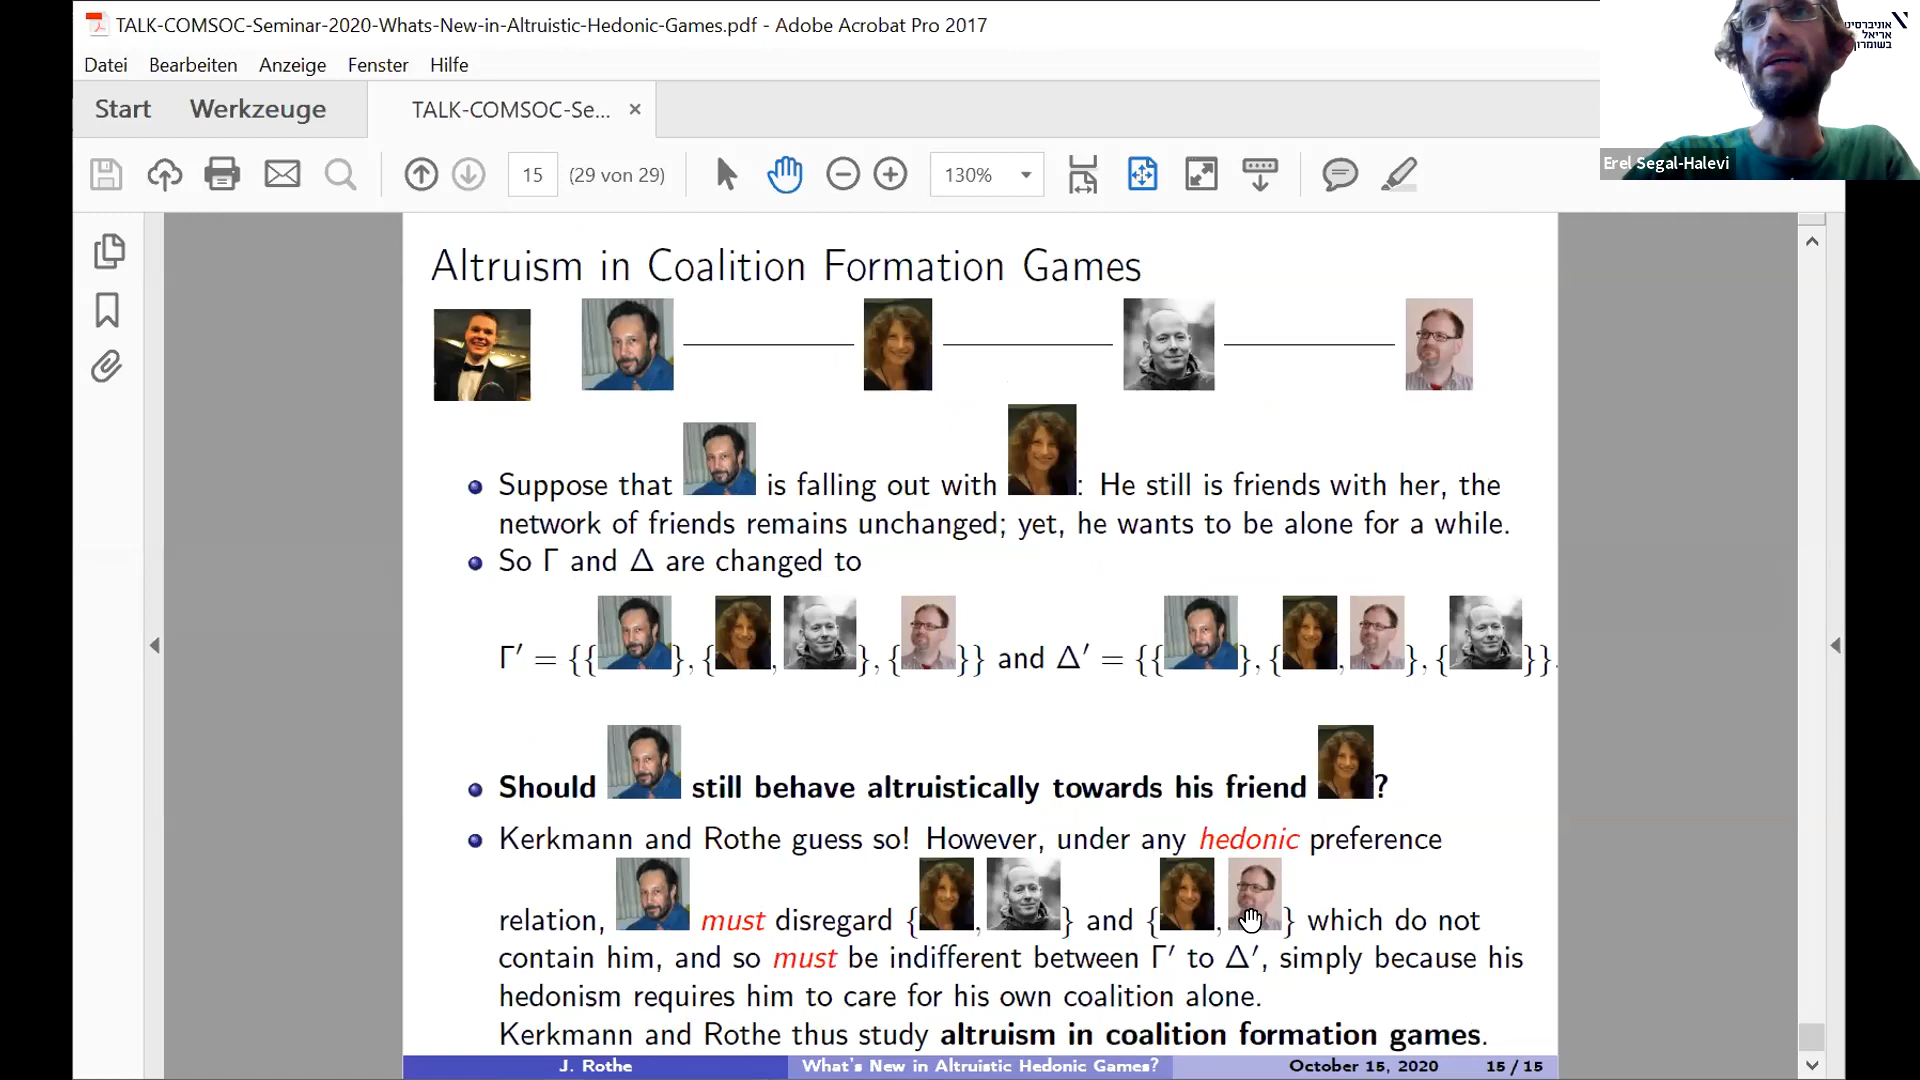 TALK-COMSOC-Seminar-2020-Whats-New-in-Altruistic-Hedonic-Games.pdf - Adobe Acrobat Pro 2017
Datei Bearbeiten Anzeige Fenster Hilfe
Start Werkzeuge TALK-COMSOC-Se... ×
15 (29 von 29) 130%
אוניברסיט
אריאל
בשומרון
Erel Segal-Halevi
Altruism in Coalition Formation Games
Suppose that is falling out with : He still is friends with her, the
network of friends remains unchanged; yet, he wants to be alone for a while.
So Γ and Δ are changed to
Γ′ = {{ }, { , }, { }} and Δ′ = {{ }, { , }, { }}.
Should still behave altruistically towards his friend ?
Kerkmann and Rothe guess so! However, under any hedonic preference
relation, must disregard { , } and { , } which do not
contain him, and so must be indifferent between Γ′ to Δ′, simply because his
hedonism requires him to care for his own coalition alone.
Kerkmann and Rothe thus study altruism in coalition formation games.
J. Rothe What's New in Altruistic Hedonic Games? October 15, 2020 15 / 15